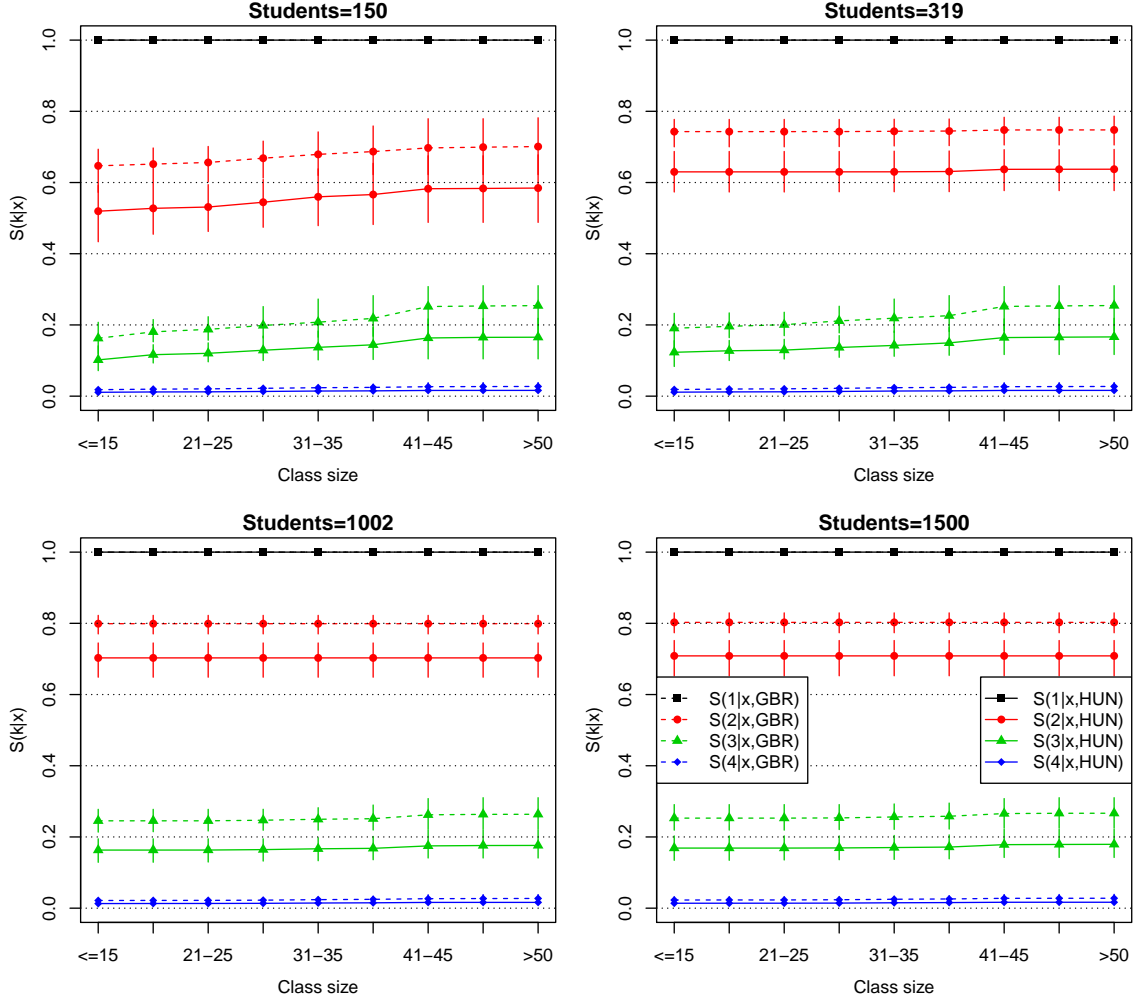 Students=150
S(k|x)
1.0
0.8
0.6
0.4
0.2
0.0
<=15 21−25 31−35 41−45 >50
Class size
Students=319
S(k|x)
1.0
0.8
0.6
0.4
0.2
0.0
<=15 21−25 31−35 41−45 >50
Class size
Students=1002
S(k|x)
1.0
0.8
0.6
0.4
0.2
0.0
<=15 21−25 31−35 41−45 >50
Class size
Students=1500
S(k|x)
1.0
0.8
0.6
0.4
0.2
0.0
S(1|x,GBR)
S(2|x,GBR)
S(3|x,GBR)
S(4|x,GBR)
S(1|x,HUN)
S(2|x,HUN)
S(3|x,HUN)
S(4|x,HUN)
<=15 21−25 31−35 41−45 >50
Class size